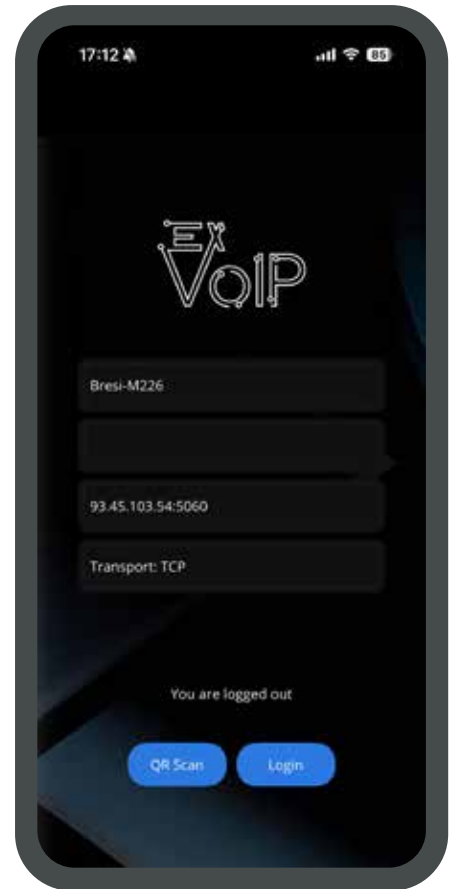 17:12
85
EX
VoIP
Bresi-M226
93.45.103.54:5060
Transport: TCP
You are logged out
QR Scan
Login